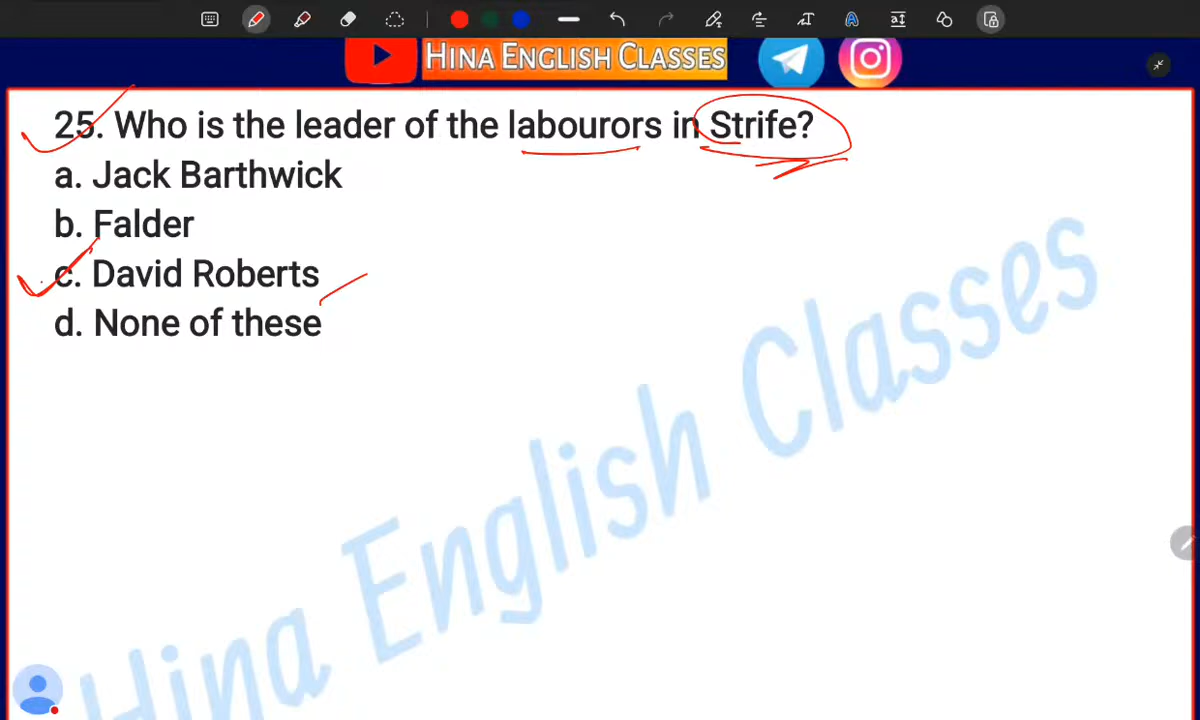 HINA ENGLISH CLASSES
25. Who is the leader of the labourors in Strife?
a. Jack Barthwick
b. Falder
c. David Roberts
d. None of these
Hina English Classes